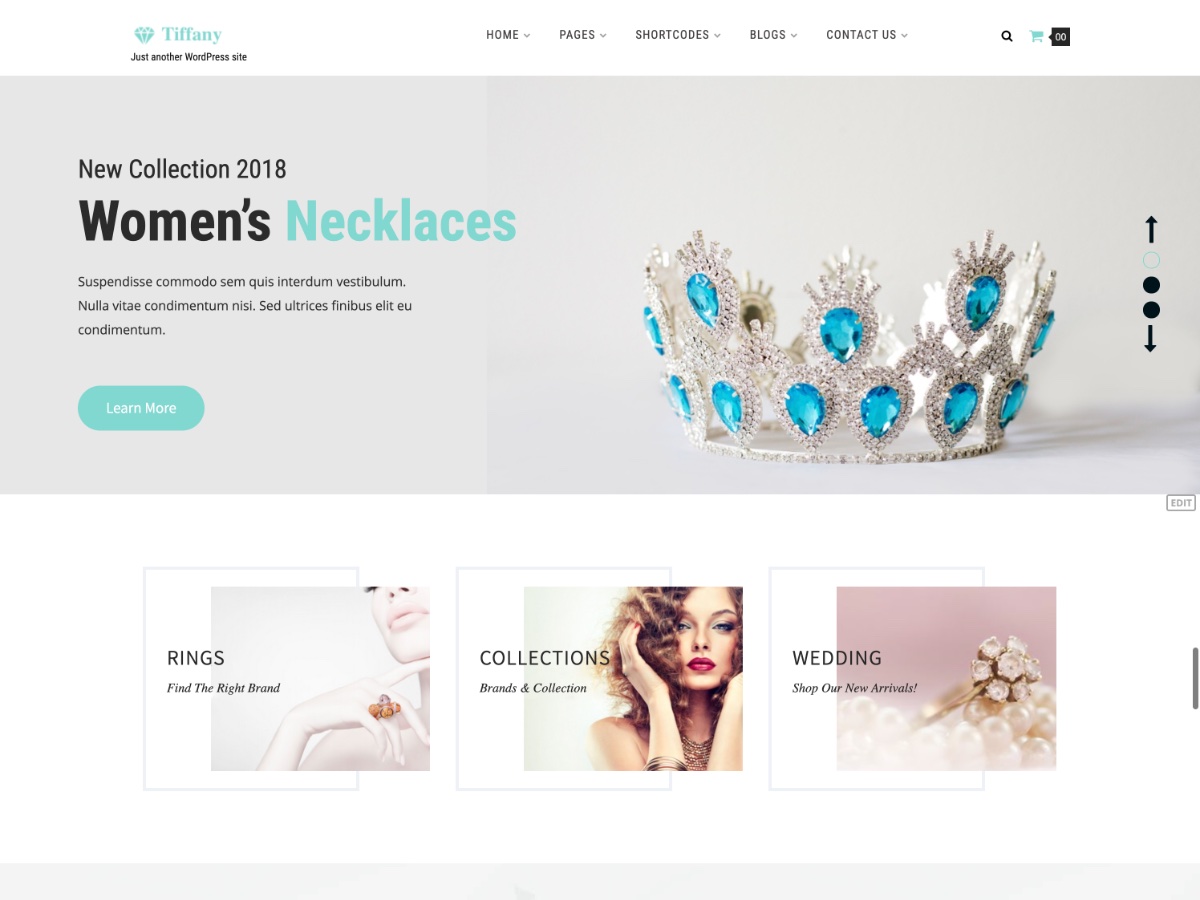 Tiffany
Just another WordPress site
HOME
PAGES
SHORTCODES
BLOGS
CONTACT US
00
New Collection 2018
Women’s Necklaces
Suspendisse commodo sem quis interdum vestibulum.
Nulla vitae condimentum nisi. Sed ultrices finibus elit eu
condimentum.
Learn More
EDIT
RINGS
Find The Right Brand
COLLECTIONS
Brands & Collection
WEDDING
Shop Our New Arrivals!